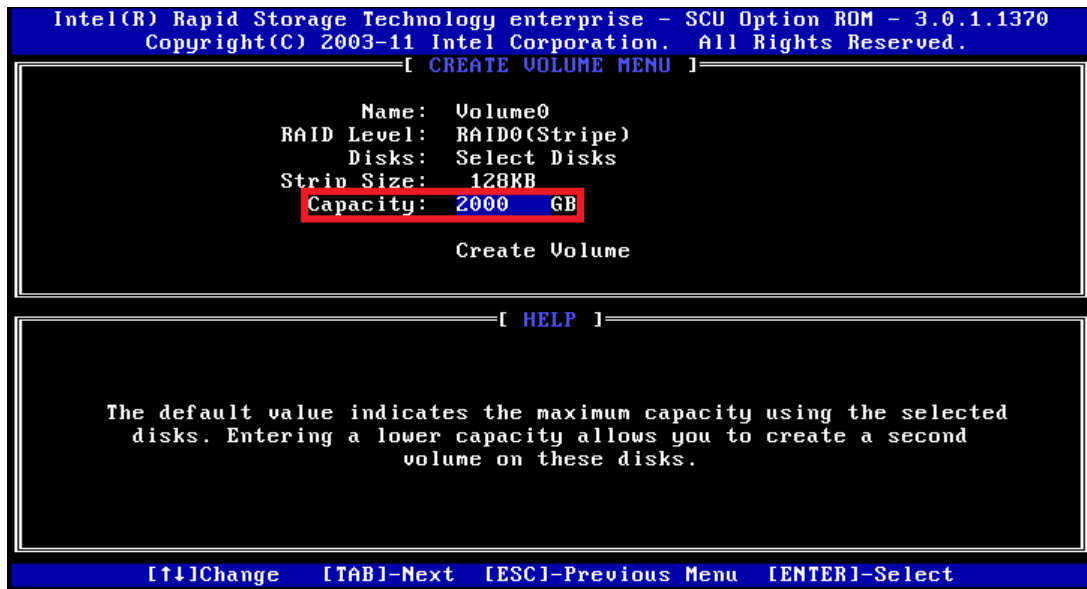 Intel(R) Rapid Storage Technology enterprise - SCU Option ROM - 3.0.1.1370
Copyright(C) 2003-11 Intel Corporation. All Rights Reserved.
[ CREATE VOLUME MENU ]
Name: Volume0
RAID Level: RAID0(Stripe)
Disks: Select Disks
Strip Size: 128KB
Capacity: 2000 GB
Create Volume
[ HELP ]
The default value indicates the maximum capacity using the selected
disks. Entering a lower capacity allows you to create a second
volume on these disks.
[↑↓]Change [TAB]-Next [ESC]-Previous Menu [ENTER]-Select